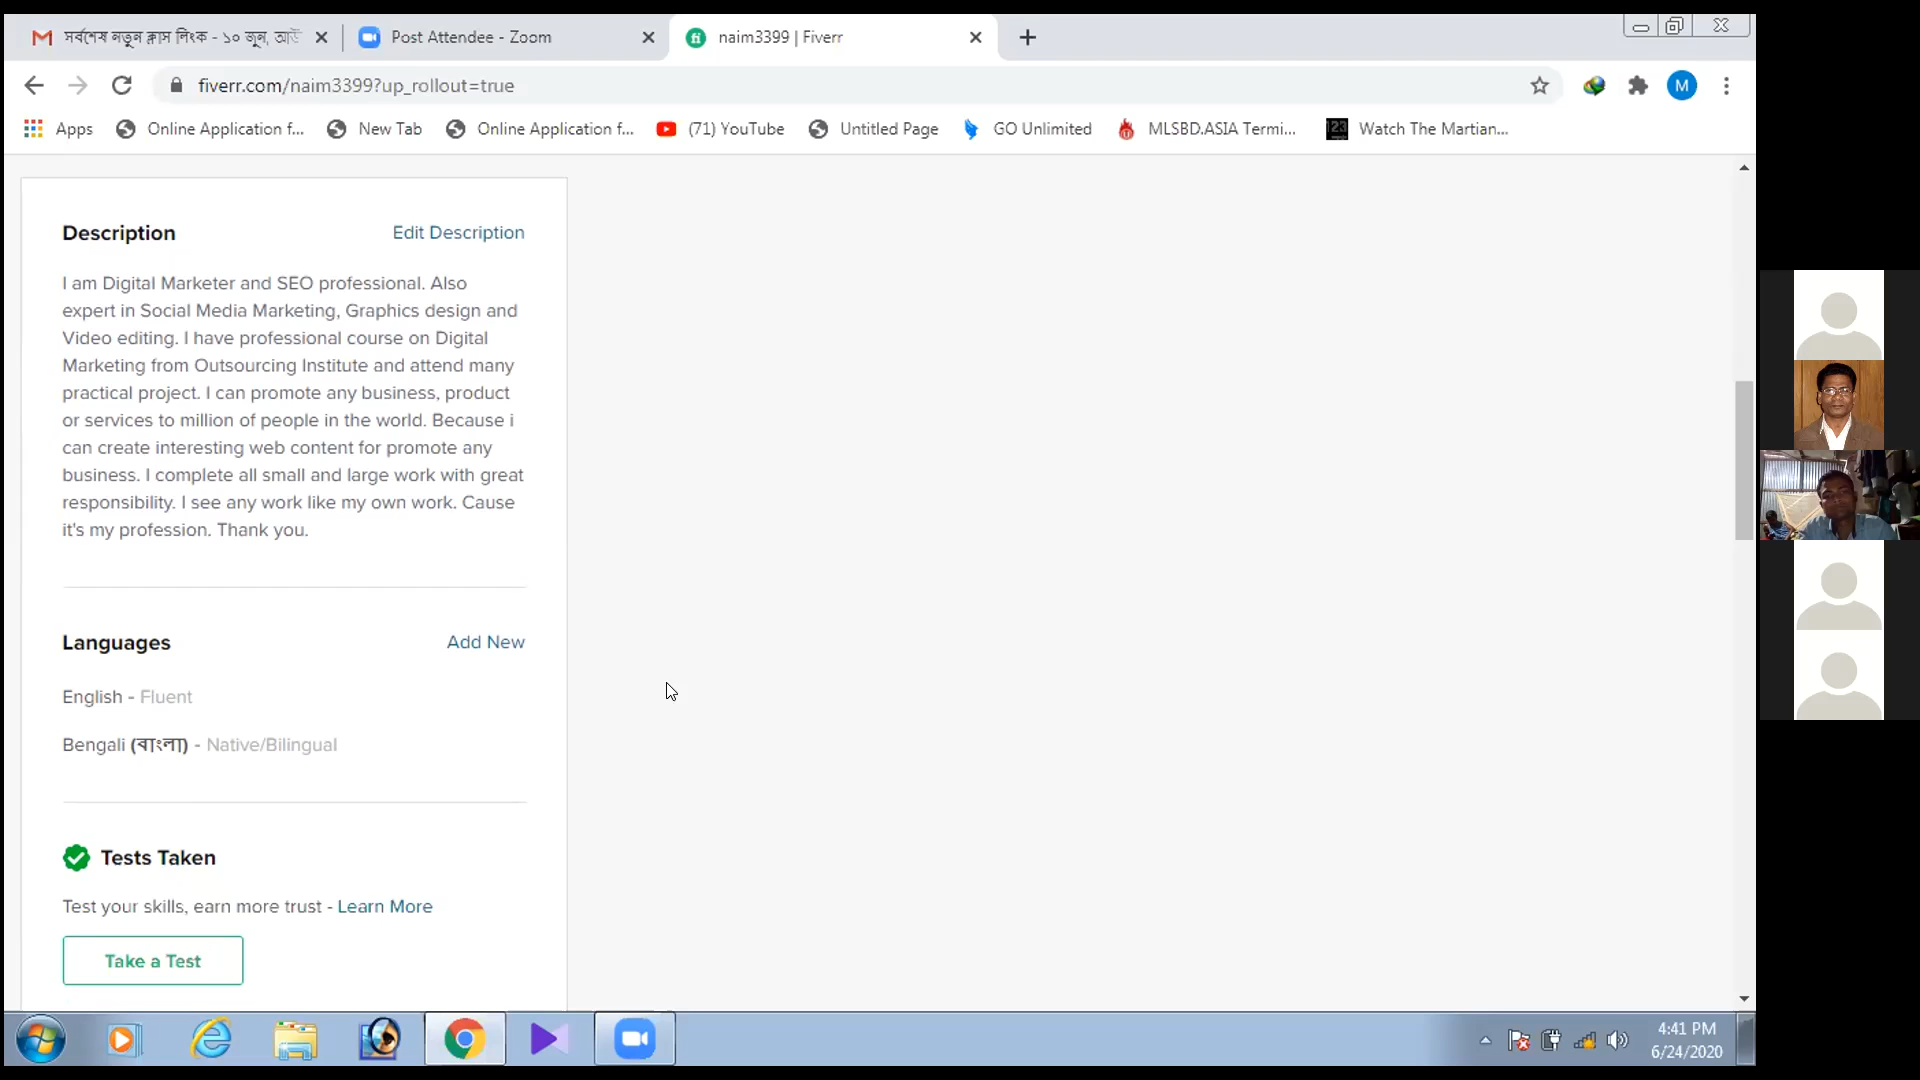 সর্বশেষ নতুন ক্লাস লিংক - ১০ জুন, আউ
Post Attendee - Zoom
naim3399 | Fiverr
fiverr.com/naim3399?up_rollout=true
M
Apps
Online Application f...
New Tab
Online Application f...
(71) YouTube
Untitled Page
GO Unlimited
MLSBD.ASIA Termi...
123
Watch The Martian...
Description
Edit Description
I am Digital Marketer and SEO professional. Also
expert in Social Media Marketing, Graphics design and
Video editing. I have professional course on Digital
Marketing from Outsourcing Institute and attend many
practical project. I can promote any business, product
or services to million of people in the world. Because i
can create interesting web content for promote any
business. I complete all small and large work with great
responsibility. I see any work like my own work. Cause
it's my profession. Thank you.
Languages
Add New
English - Fluent
Bengali (বাংলা) - Native/Bilingual
Tests Taken
Test your skills, earn more trust - Learn More
Take a Test
4:41 PM
6/24/2020